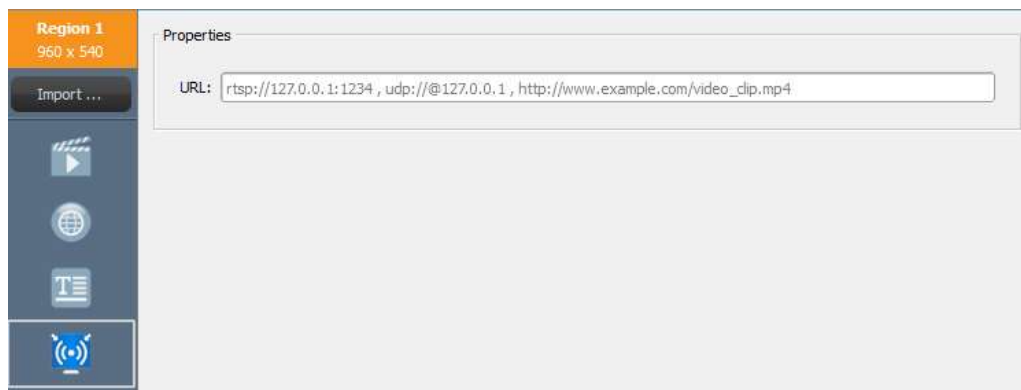 Region 1
960 x 540
Import ...
Properties
URL: rtsp://127.0.0.1:1234 , udp://@127.0.0.1 , http://www.example.com/video_clip.mp4
T